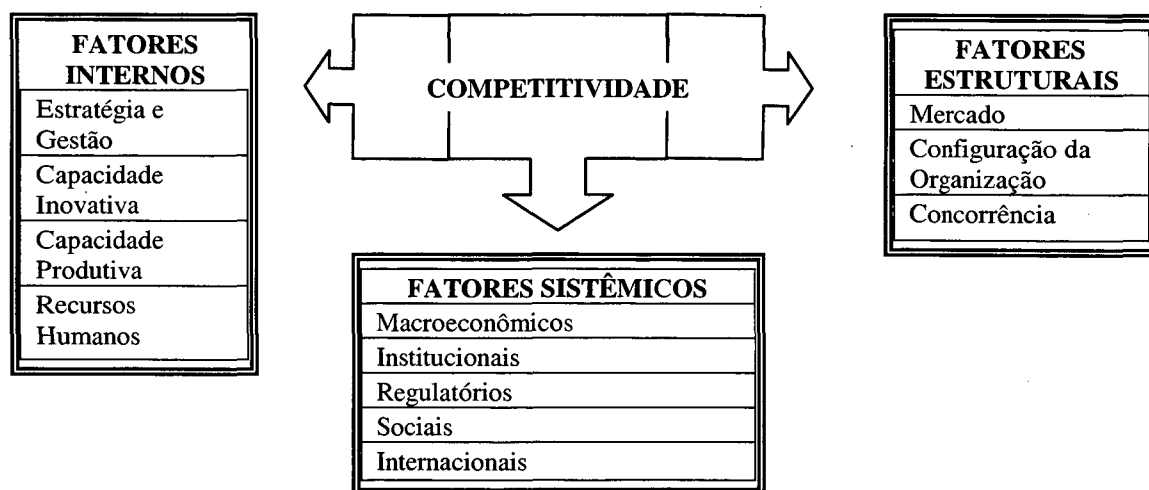 FATORES
INTERNOS
Estratégia e
Gestão
Capacidade
Inovativa
Capacidade
Produtiva
Recursos
Humanos
COMPETITIVIDADE
FATORES
ESTRUTURAIS
Mercado
Configuração da
Organização
Concorrência
FATORES SISTÊMICOS
Macroeconômicos
Institucionais
Regulatórios
Sociais
Internacionais